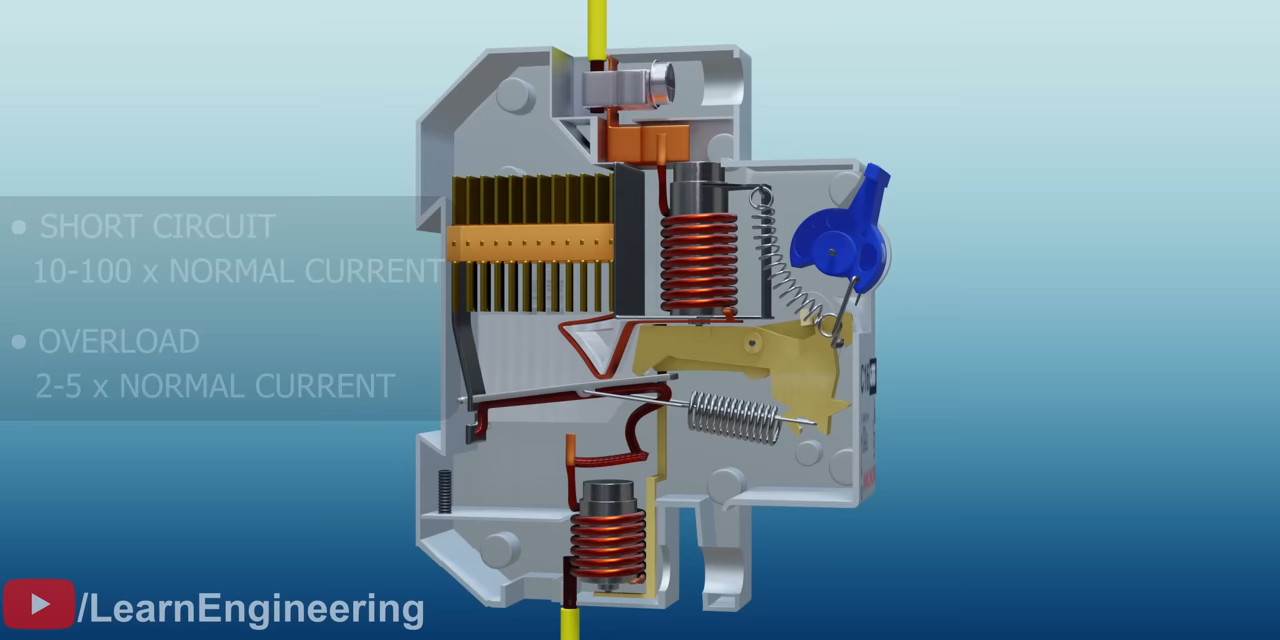 ● SHORT CIRCUIT
10-100 x NORMAL CURRENT
● OVERLOAD
2-5 x NORMAL CURRENT
/LearnEngineering